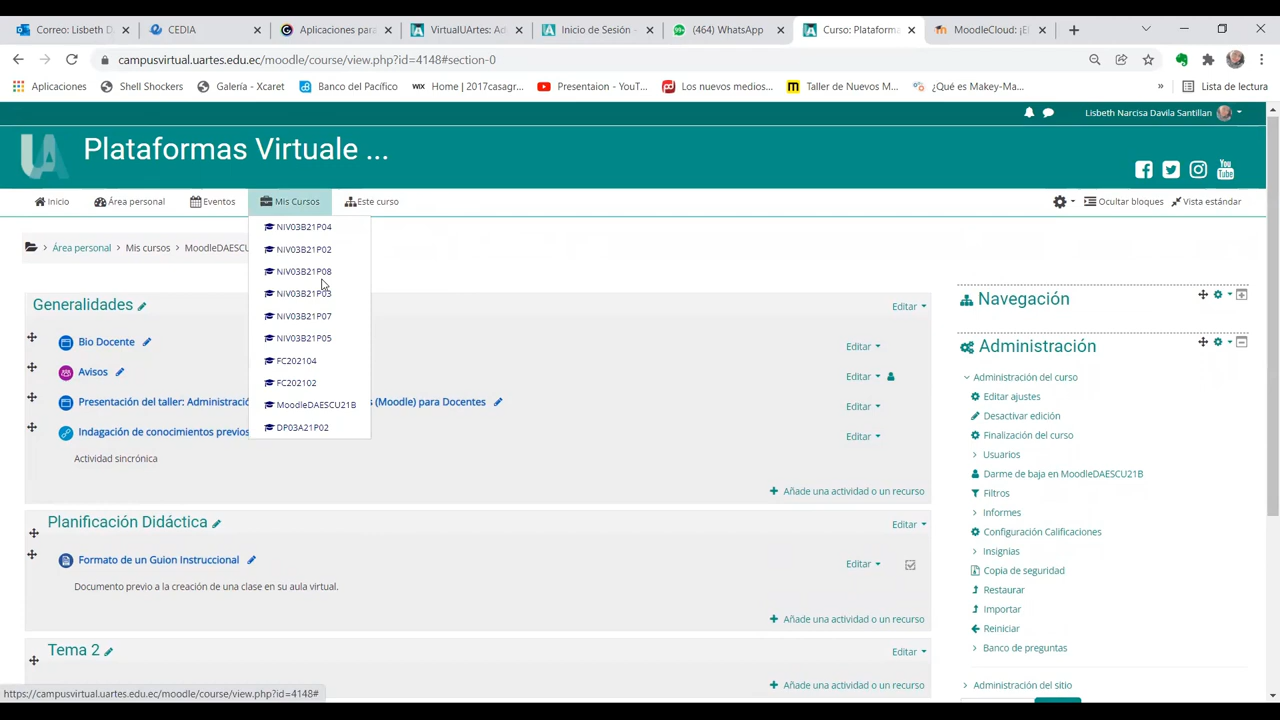 Correo: Lisbeth D
CEDIA
Aplicaciones para
VirtualUArtes: Ad
Inicio de Sesión
(464) WhatsApp
Curso: Plataforma
MoodleCloud: ¡El
campusvirtual.uartes.edu.ec/moodle/course/view.php?id=4148#section-0
Aplicaciones
Shell Shockers
Galería - Xcaret
Banco del Pacífico
WIX
Home | 2017casagr...
Presentaion - YouT...
Los nuevos medios...
Taller de Nuevos M...
¿Qué es Makey-Ma...
»
Lista de lectura
Lisbeth Narcisa Davila Santillan
UA
Plataformas Virtuale ...
You Tube
Inicio
Área personal
Eventos
Mis Cursos
Este curso
Ocultar bloques
Vista estándar
Área personal > Mis cursos > MoodleDAESCU
NIV03B21P04
NIV03B21P02
NIV03B21P08
NIV03B21P03
NIV03B21P07
NIV03B21P05
FC202104
FC202102
MoodleDAESCU21B
DP03A21P02
Generalidades
Editar
Bio Docente
Editar
Avisos
Editar
Presentación del taller: Administració
s (Moodle) para Docentes
Editar
Indagación de conocimientos previos
Editar
Actividad sincrónica
Añade una actividad o un recurso
Planificación Didáctica
Editar
Formato de un Guion Instruccional
Editar
Documento previo a la creación de una clase en su aula virtual.
Añade una actividad o un recurso
Tema 2
Editar
Añade una actividad o un recurso
Navegación
Administración
Administración del curso
Editar ajustes
Desactivar edición
Finalización del curso
Usuarios
Darme de baja en MoodleDAESCU21B
Filtros
Informes
Configuración Calificaciones
Insignias
Copia de seguridad
Restaurar
Importar
Reiniciar
Banco de preguntas
Administración del sitio
https://campusvirtual.uartes.edu.ec/moodle/course/view.php?id=4148#